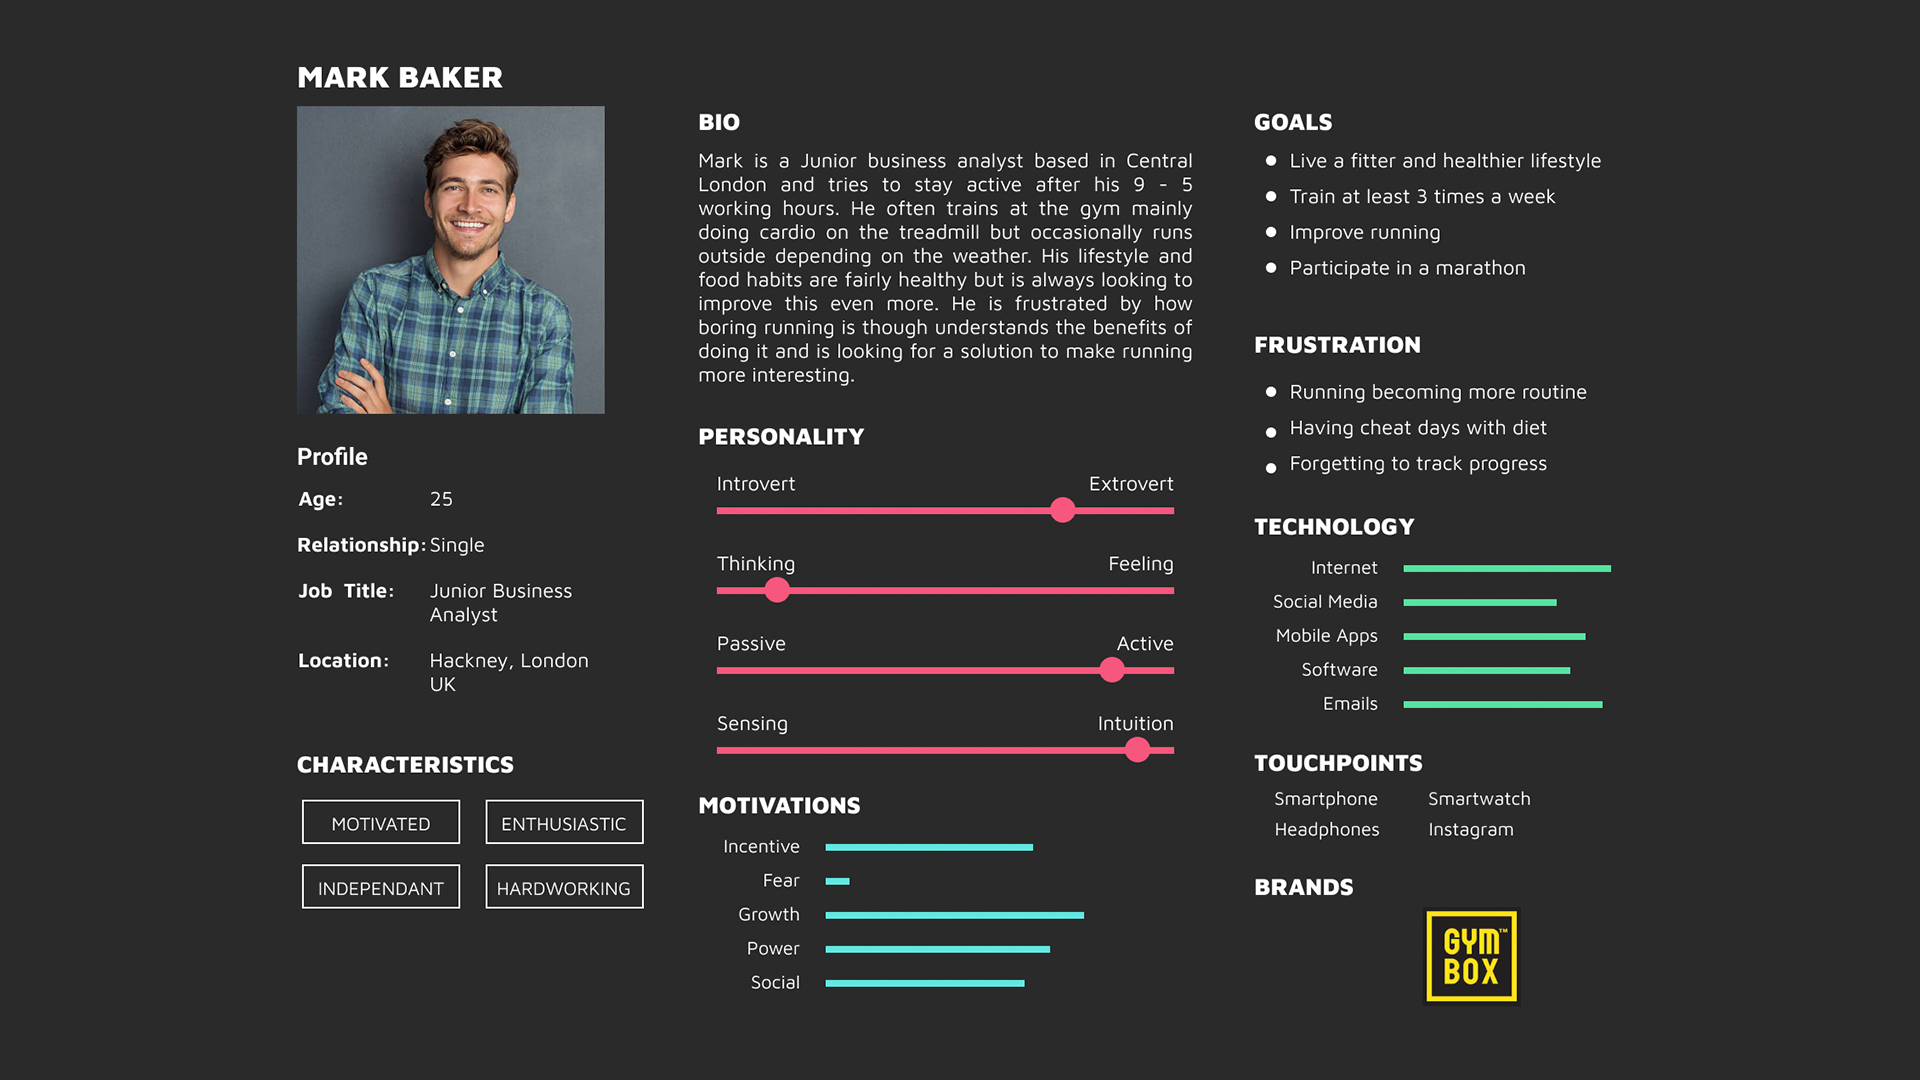 MARK BAKER
Profile
Age: 25
Relationship: Single
Job Title: Junior Business
Analyst
Location: Hackney, London
UK
CHARACTERISTICS
MOTIVATED ENTHUSIASTIC
INDEPENDANT HARDWORKING
BIO
Mark is a Junior business analyst based in Central
London and tries to stay active after his 9 - 5
working hours. He often trains at the gym mainly
doing cardio on the treadmill but occasionally runs
outside depending on the weather. His lifestyle and
food habits are fairly healthy but is always looking to
improve this even more. He is frustrated by how
boring running is though understands the benefits of
doing it and is looking for a solution to make running
more interesting.
PERSONALITY
Introvert Extrovert
Thinking Feeling
Passive Active
Sensing Intuition
MOTIVATIONS
Incentive
Fear
Growth
Power
Social
GOALS
Live a fitter and healthier lifestyle
Train at least 3 times a week
Improve running
Participate in a marathon
FRUSTRATION
Running becoming more routine
Having cheat days with diet
Forgetting to track progress
TECHNOLOGY
Internet
Social Media
Mobile Apps
Software
Emails
TOUCHPOINTS
Smartphone Smartwatch
Headphones Instagram
BRANDS
GYM™
BOX